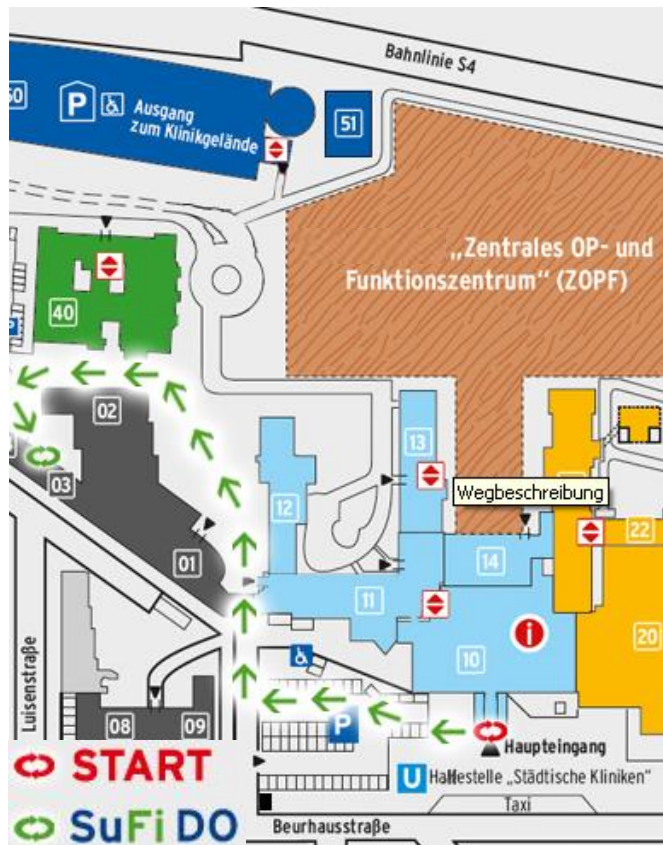 Bahnlinie S4
50
P
Ausgang
zum Klinikgelände
51
„Zentrales OP- und
Funktionszentrum“ (ZOPF)
40
P
02
13
03
Wegbeschreibung
12
01
14
22
11
i
20
10
Luisenstraße
08
09
P
START
Haupteingang
U
Haltestelle „Städtische Kliniken“
Taxi
SuFi DO
Beurhausstraße